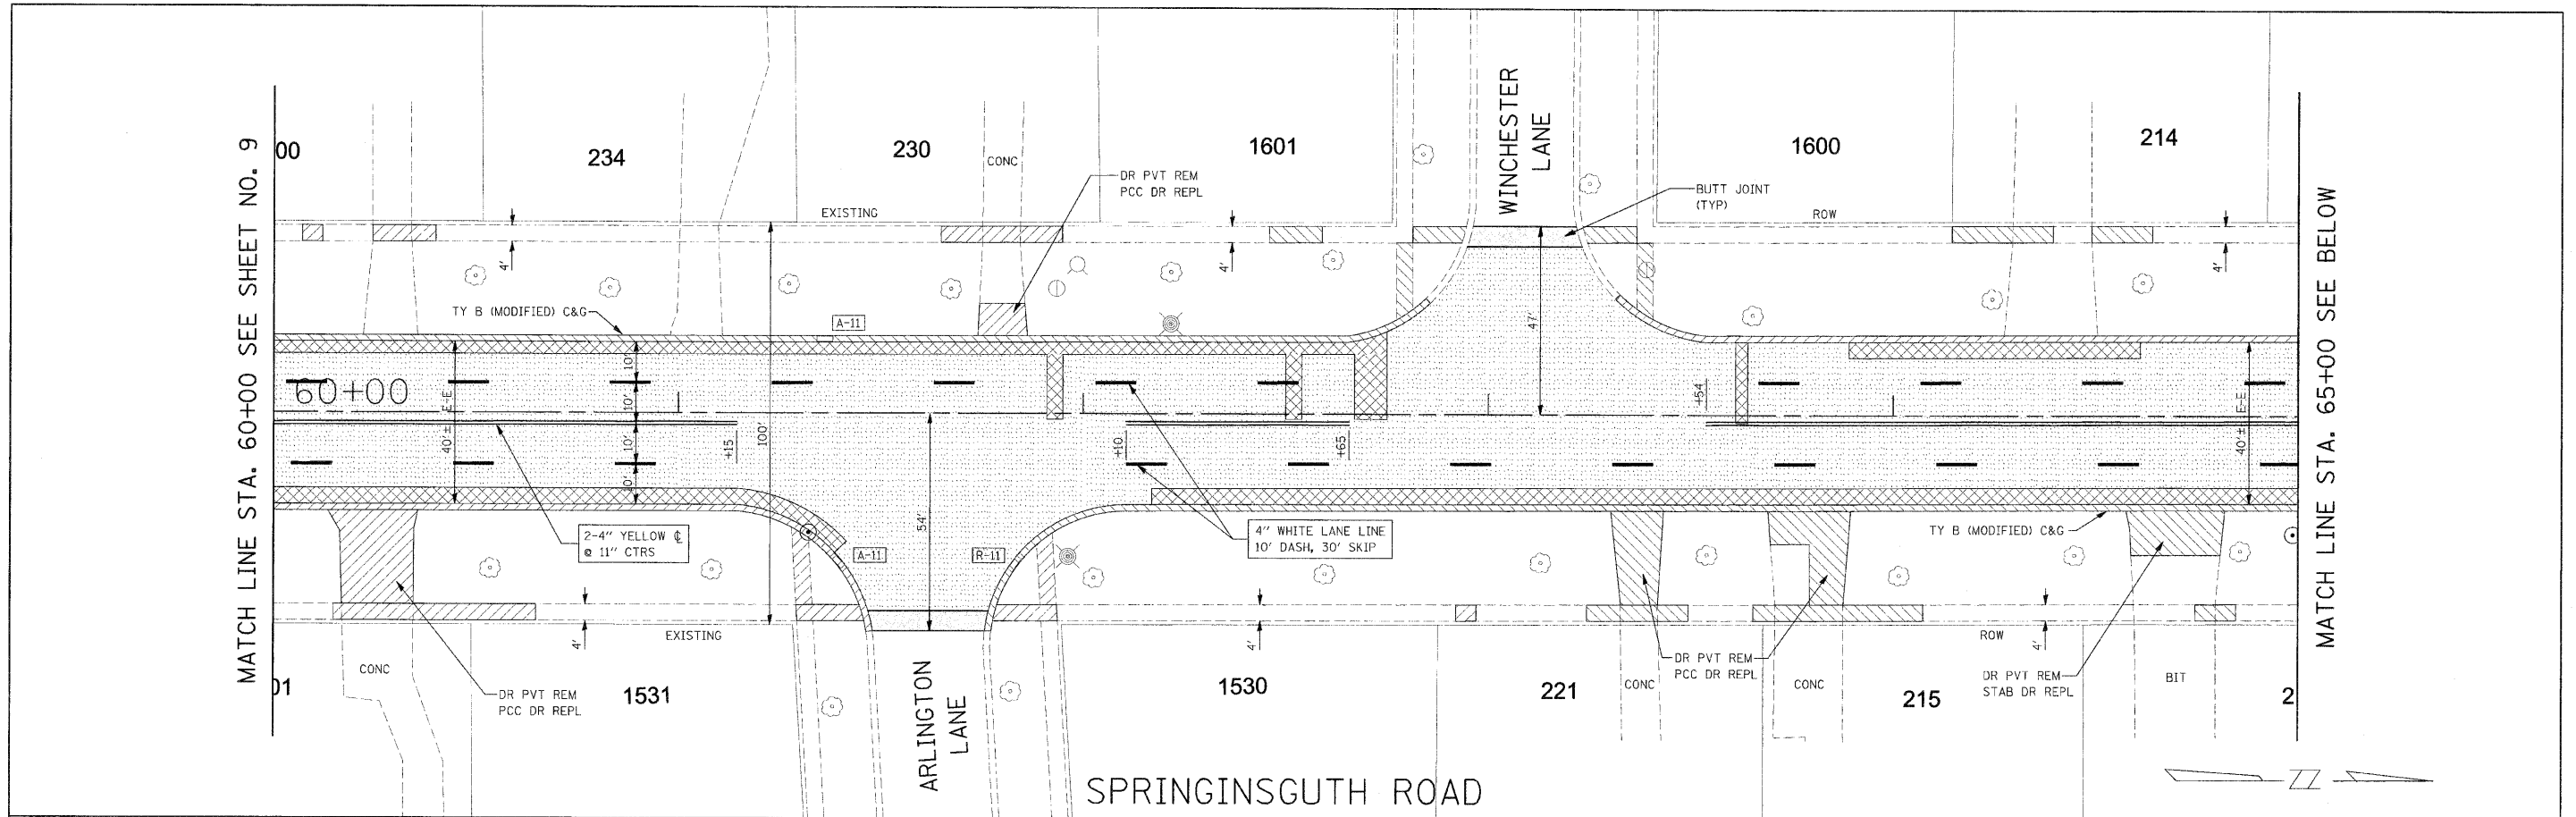 MATCH LINE STA. 60+00 SEE SHEET NO. 9
00
234
230
CONC
1601
WINCHESTER
LANE
1600
214
DR PVT REM
PCC DR REPL
BUTT JOINT
(TYP)
EXISTING
ROW
4'
4'
4'
TY B (MODIFIED) C&G
A-11
47'
60+00
40' ± E-E
10'
10'
10'
10'
+15
100'
54'
+10
+65
+54
40' ± E-E
2-4" YELLOW ℄
@ 11" CTRS
A-11
R-11
4" WHITE LANE LINE
10' DASH, 30' SKIP
TY B (MODIFIED) C&G
EXISTING
ROW
4'
4'
4'
01
CONC
DR PVT REM
PCC DR REPL
1531
ARLINGTON
LANE
1530
221
CONC
DR PVT REM
PCC DR REPL
CONC
215
DR PVT REM
STAB DR REPL
BIT
2
SPRINGINSGUTH ROAD
Z
MATCH LINE STA. 65+00 SEE BELOW